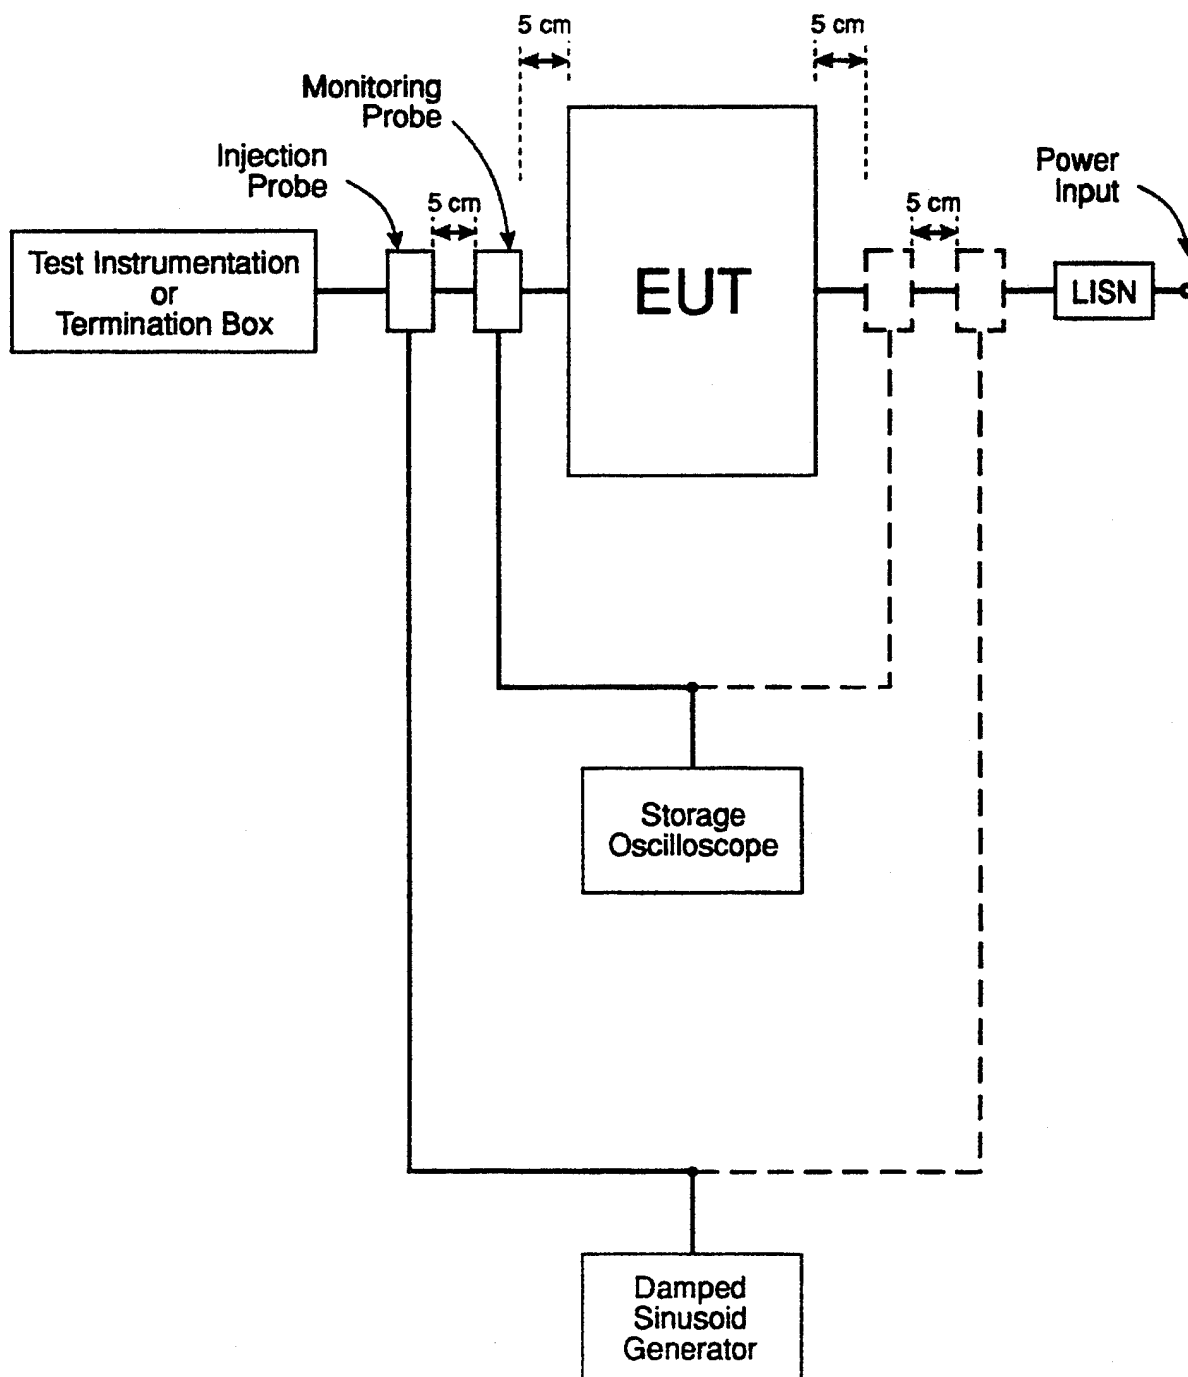 5 cm
5 cm
Monitoring
Probe
Injection
Probe
5 cm
5 cm
Power
Input
Test Instrumentation
or
Termination Box
EUT
LISN
Storage
Oscilloscope
Damped
Sinusoid
Generator